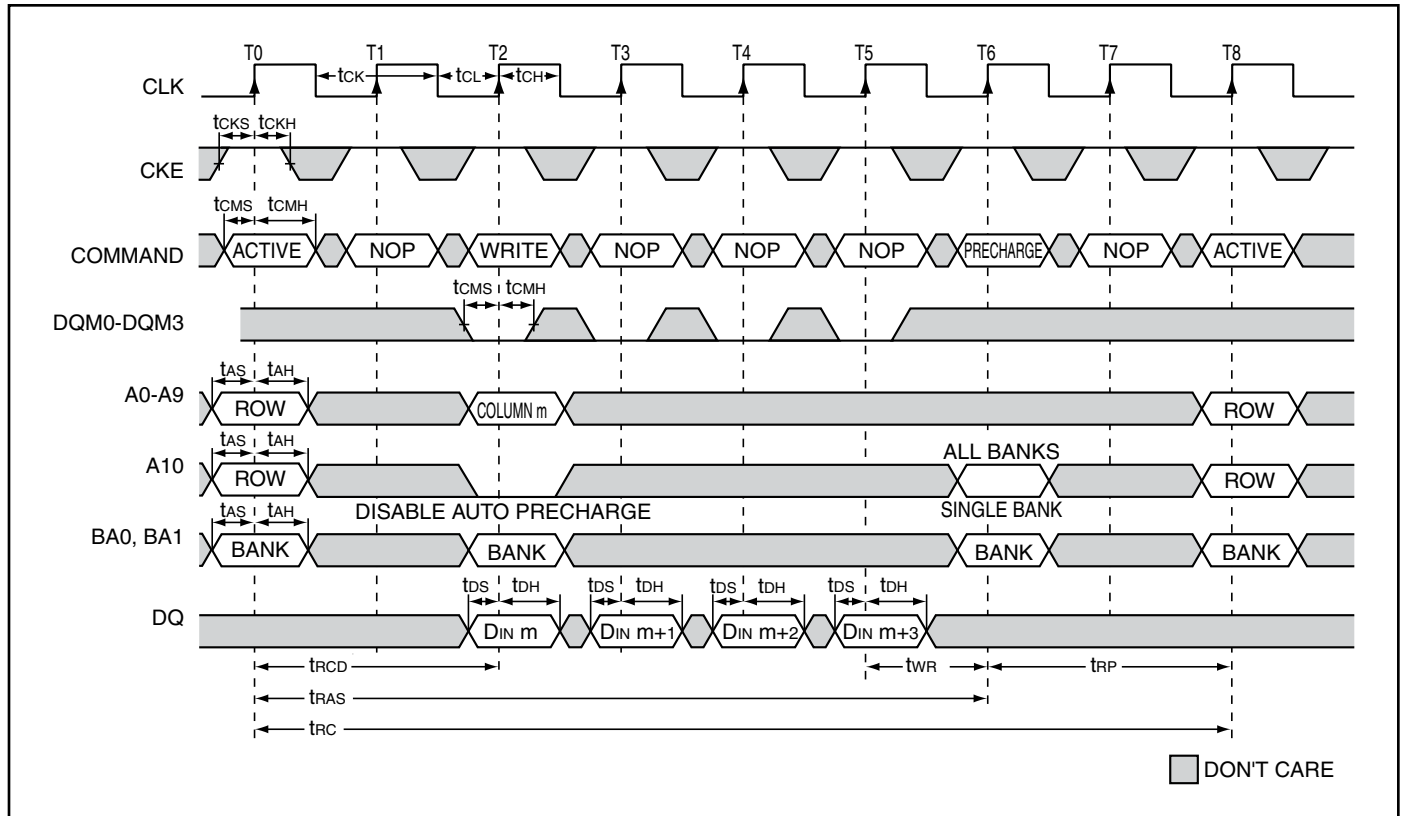 T0 T1 T2 T3 T4 T5 T6 T7 T8
CLK tCK tCL tCH
tCKS tCKH
CKE
tCMS tCMH
COMMAND ACTIVE NOP WRITE NOP NOP NOP PRECHARGE NOP ACTIVE
tCMS tCMH
DQM0-DQM3
tAS tAH
A0-A9 ROW COLUMN m ROW
tAS tAH ALL BANKS
A10 ROW ROW
tAS tAH DISABLE AUTO PRECHARGE SINGLE BANK
BA0, BA1 BANK BANK BANK BANK
tDS tDH tDS tDH tDS tDH tDS tDH
DQ DIN m DIN m+1 DIN m+2 DIN m+3
tRCD tWR tRP
tRAS
tRC
DON'T CARE